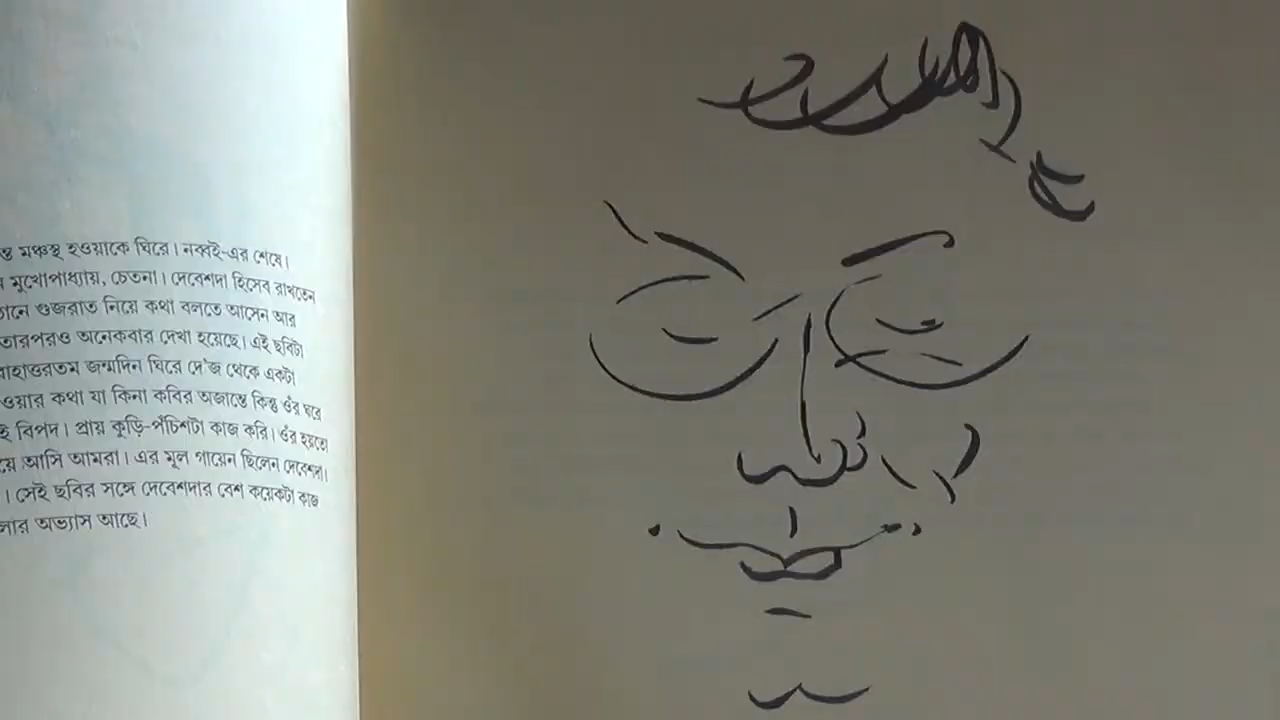 মঞ্চস্থ হওয়াকে ঘিরে। নব্বই-এর শেষে।
মুখোপাধ্যায়, চেতনা। দেবেশদা হিসেব রাখতেন
গুজরাত নিয়ে কথা বলতে আসেন আর
তারপরও অনেকবার দেখা হয়েছে। এই ছবিটা
জন্মদিন ঘিরে দে'জ থেকে একটা
ওয়ার কথা যা কিনা কবির অজান্তে কিন্তু ওঁর ঘরে
ই বিপদ। প্রায় কুড়ি-পঁচিশটা কাজ করি। ওঁর হয়তো
য়ে আসি আমরা। এর মূল গায়েন ছিলেন দেবেশদা।
। সেই ছবির সঙ্গে দেবেশদার বেশ কয়েকটা কাজ
অভ্যাস আছে।